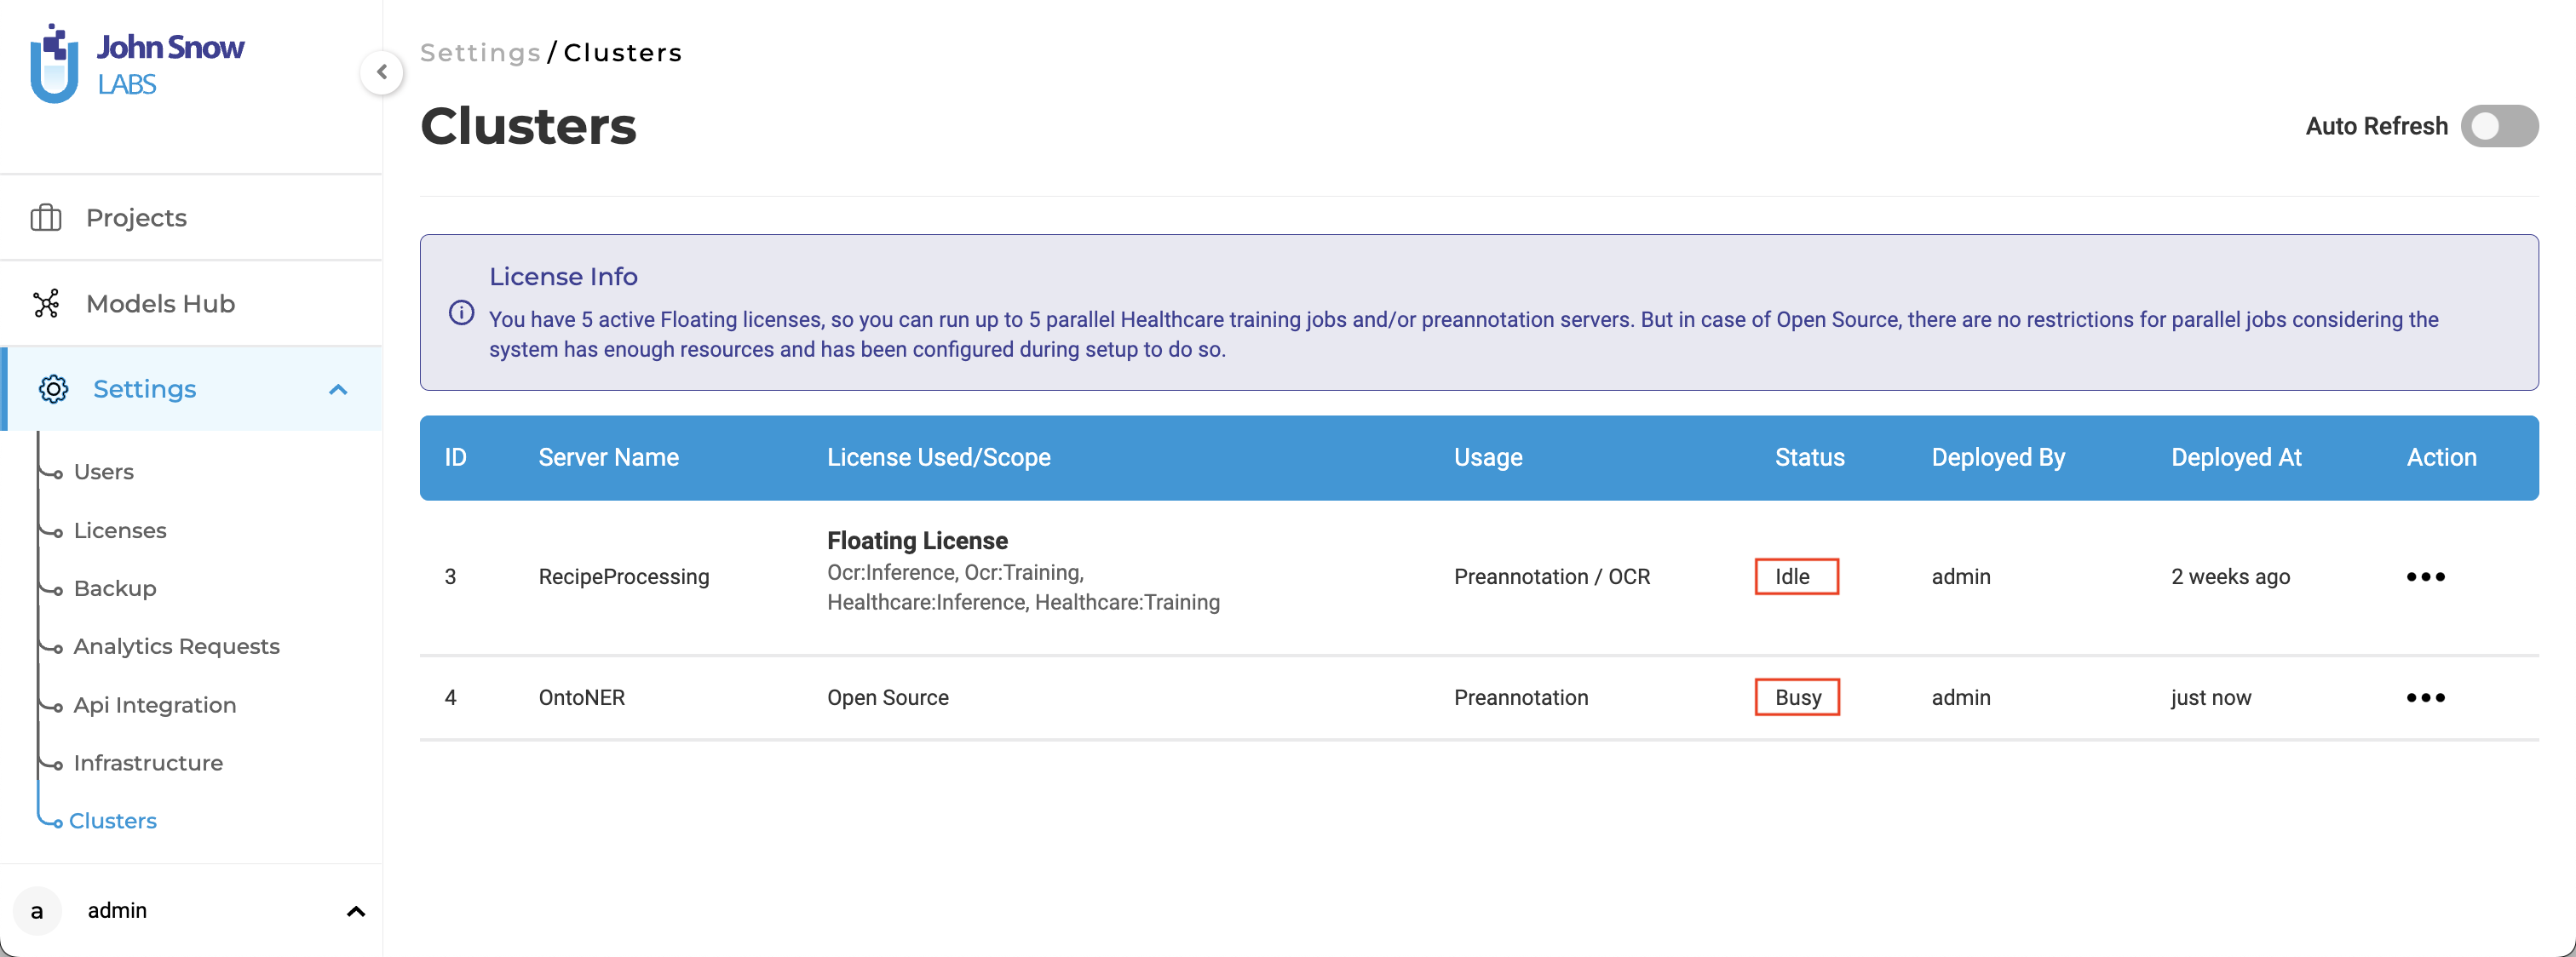 John Snow
LABS
Projects
Models Hub
Settings
Users
Licenses
Backup
Analytics Requests
Api Integration
Infrastructure
Clusters
a admin
Settings / Clusters
Clusters
Auto Refresh
License Info
You have 5 active Floating licenses, so you can run up to 5 parallel Healthcare training jobs and/or preannotation servers. But in case of Open Source, there are no restrictions for parallel jobs considering the
system has enough resources and has been configured during setup to do so.
ID Server Name License Used/Scope Usage Status Deployed By Deployed At Action
Floating License
Ocr:Inference, Ocr:Training,
3 RecipeProcessing Preannotation / OCR Idle admin 2 weeks ago
Healthcare:Inference, Healthcare:Training
4 OntoNER Open Source Preannotation Busy admin just now